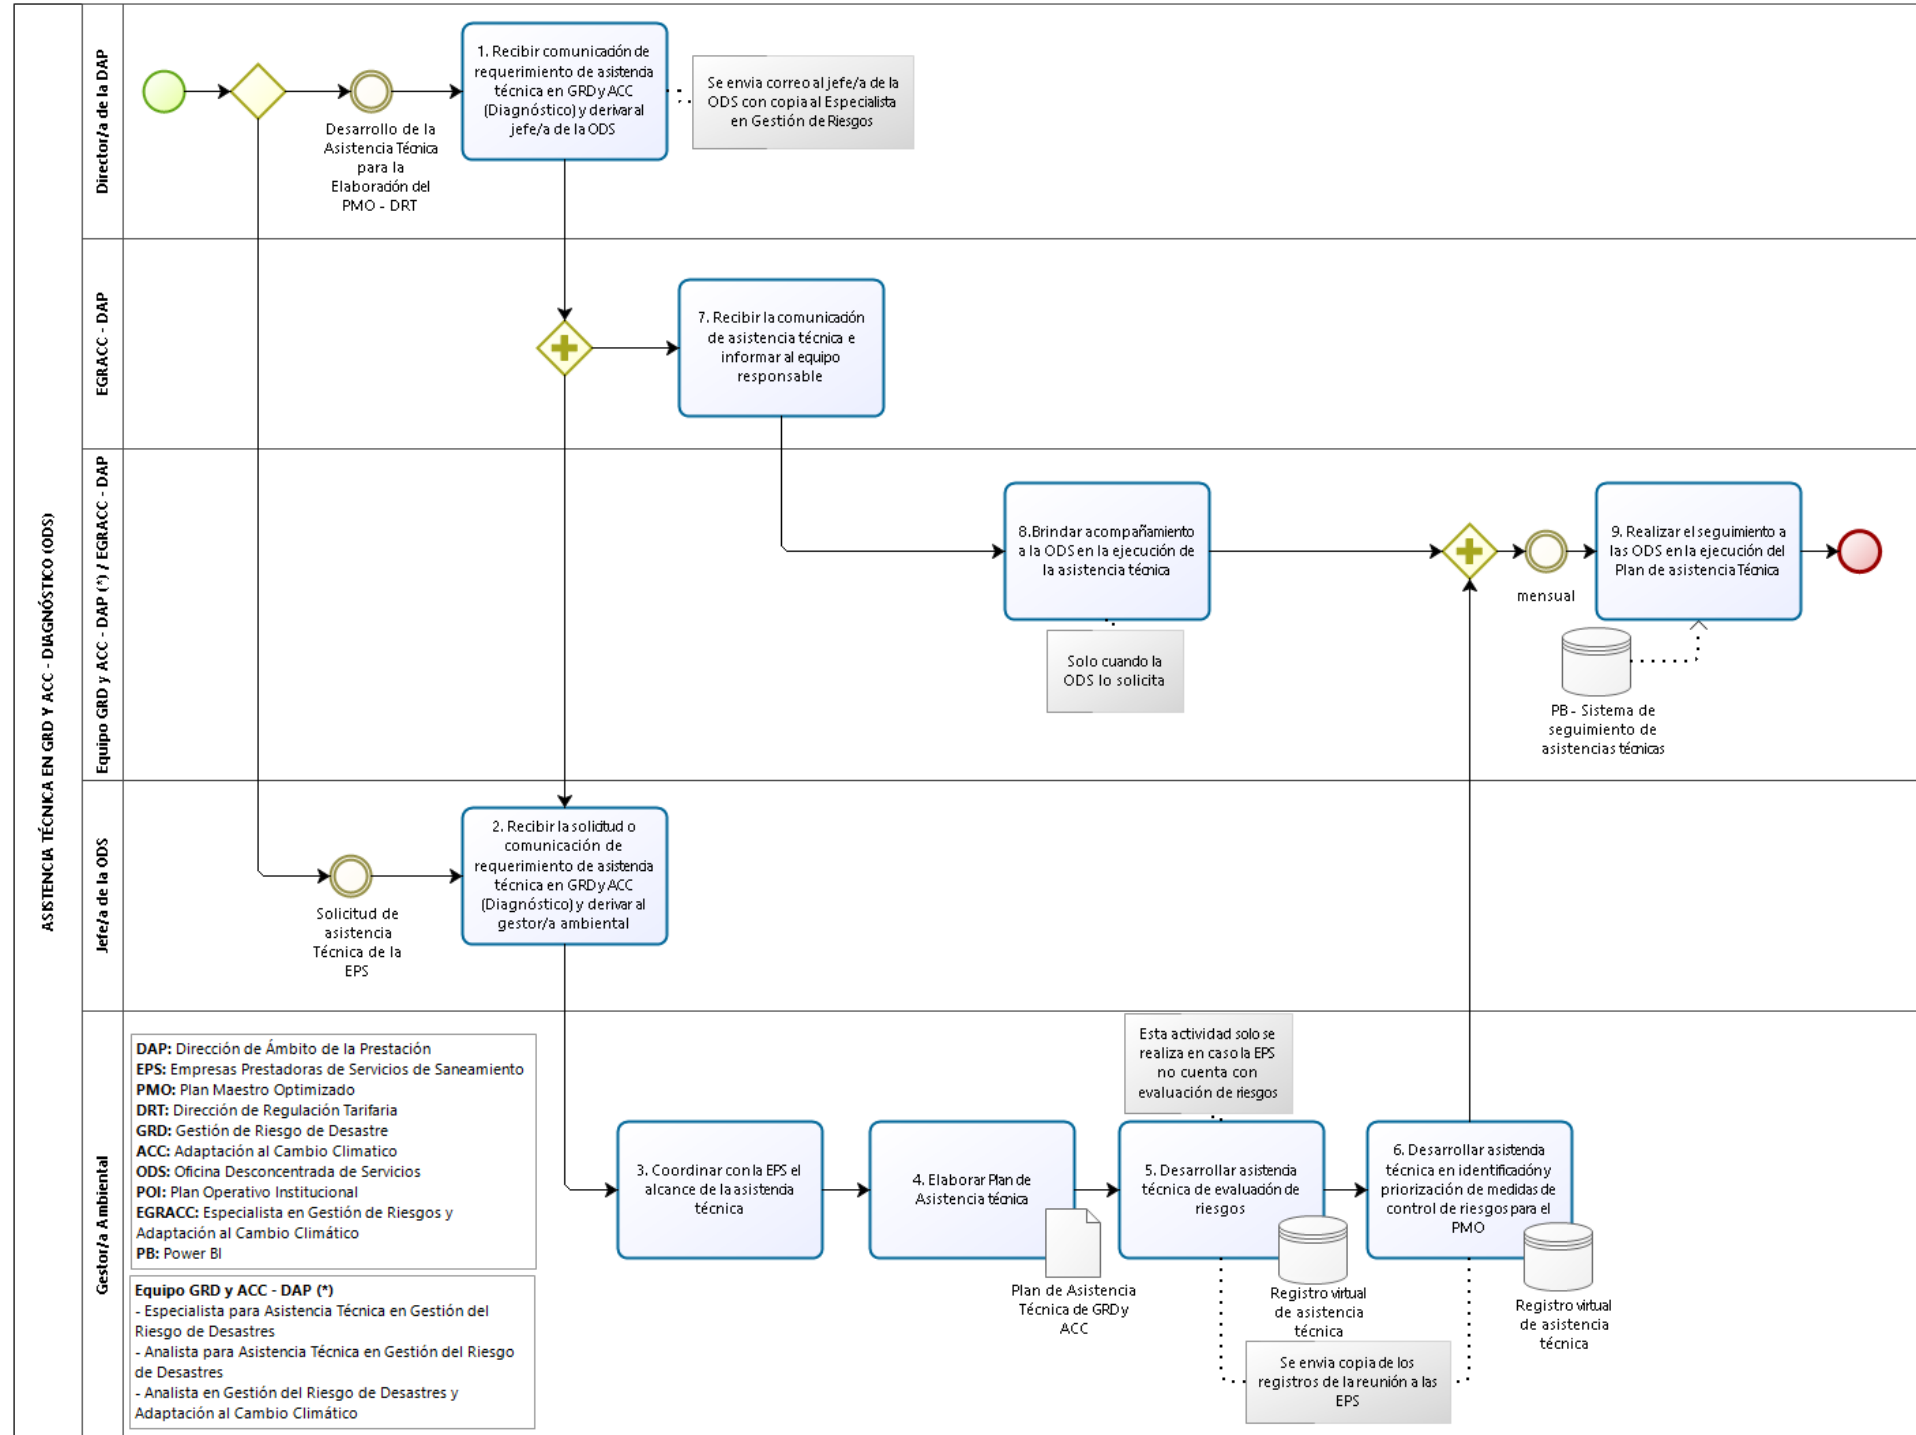 ASISTENCIA TÉCNICA EN GRD Y ACC - DIAGNÓSTICO (ODS)
Director/a de la DAP
Desarrollo de la
Asistencia Técnica
para la
Elaboración del
PMO - DRT
1. Recibir comunicación de
requerimiento de asistencia
técnica en GRD y ACC
(Diagnóstico) y derivar al
jefe/a de la ODS
Se envia correo al jefe/a de la
ODS con copia al Especialista
en Gestión de Riesgos
EGRACC - DAP
7. Recibir la comunicación
de asistencia técnica e
informar al equipo
responsable
Equipo GRD y ACC - DAP (*) / EGRACC - DAP
8.Brindar acompañamiento
a la ODS en la ejecución de
la asistencia técnica
Solo cuando la
ODS lo solicita
mensual
9. Realizar el seguimiento a
las ODS en la ejecución del
Plan de asistencia Técnica
PB - Sistema de
seguimiento de
asistencias técnicas
Jefe/a de la ODS
Solicitud de
asistencia
Técnica de la
EPS
2. Recibir la solicitud o
comunicación de
requerimiento de asistencia
técnica en GRD y ACC
(Diagnóstico) y derivar al
gestor/a ambiental
Gestor/a Ambiental
DAP: Dirección de Ámbito de la Prestación
EPS: Empresas Prestadoras de Servicios de Saneamiento
PMO: Plan Maestro Optimizado
DRT: Dirección de Regulación Tarifaria
GRD: Gestión de Riesgo de Desastre
ACC: Adaptación al Cambio Climatico
ODS: Oficina Desconcentrada de Servicios
POI: Plan Operativo Institucional
EGRACC: Especialista en Gestión de Riesgos y
Adaptación al Cambio Climático
PB: Power BI
Equipo GRD y ACC - DAP (*)
- Especialista para Asistencia Técnica en Gestión del
Riesgo de Desastres
- Analista para Asistencia Técnica en Gestión del Riesgo
de Desastres
- Analista en Gestión del Riesgo de Desastres y
Adaptación al Cambio Climático
3. Coordinar con la EPS el
alcance de la asistencia
técnica
4. Elaborar Plan de
Asistencia técnica
Plan de Asistencia
Técnica de GRD y
ACC
Esta actividad solo se
realiza en caso la EPS
no cuenta con
evaluación de riesgos
5. Desarrollar asistencia
técnica de evaluación de
riesgos
Registro virtual
de asistencia
técnica
6. Desarrollar asistencia
técnica en identificación y
priorización de medidas de
control de riesgos para el
PMO
Registro virtual
de asistencia
técnica
Se envia copia de los
registros de la reunión a las
EPS